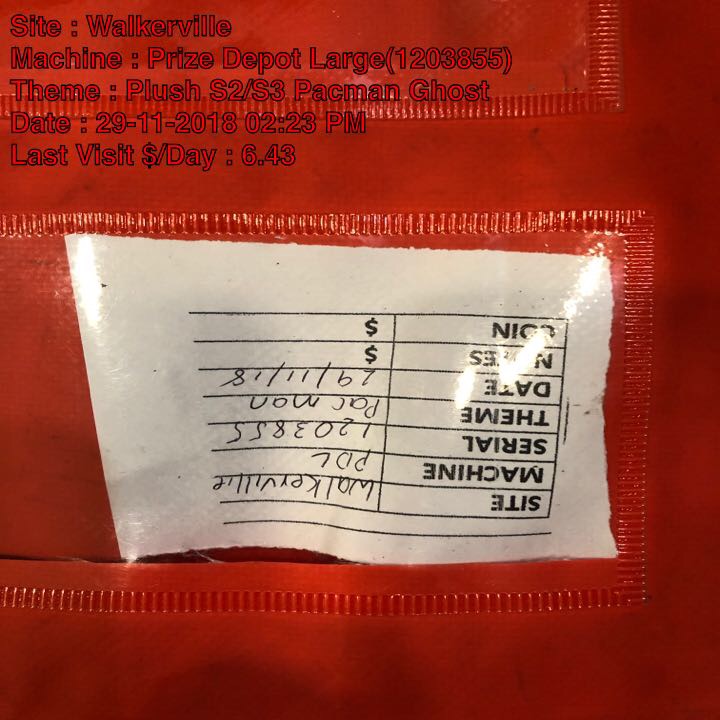 Site : Walkerville
Machine : Prize Depot Large(1203855)
Theme : Plush S2/S3 Pacman Ghost
Date : 29-11-2018 02:23 PM
Last Visit $/Day : 6.43
SITE Walkerville
MACHINE PDL
SERIAL 1203855
THEME Pac man
DATE 29/11/18
NOTES $
COIN $